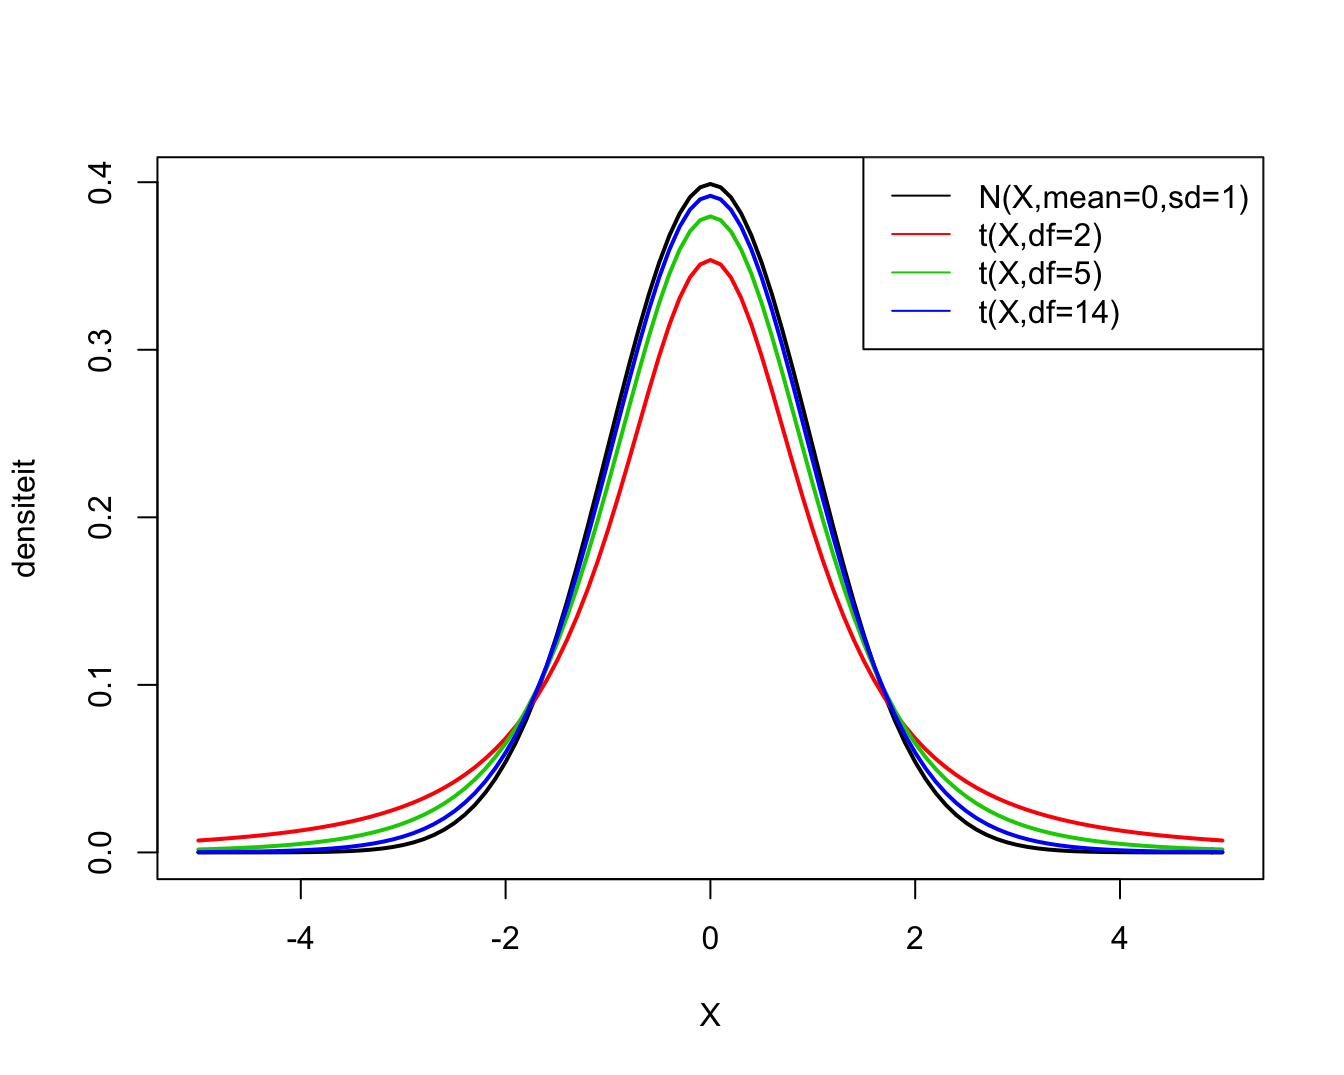 N(X,mean=0,sd=1)
t(X,df=2)
t(X,df=5)
t(X,df=14)
densiteit
0.4
0.3
0.2
0.1
0.0
-4 -2 0 2 4
X